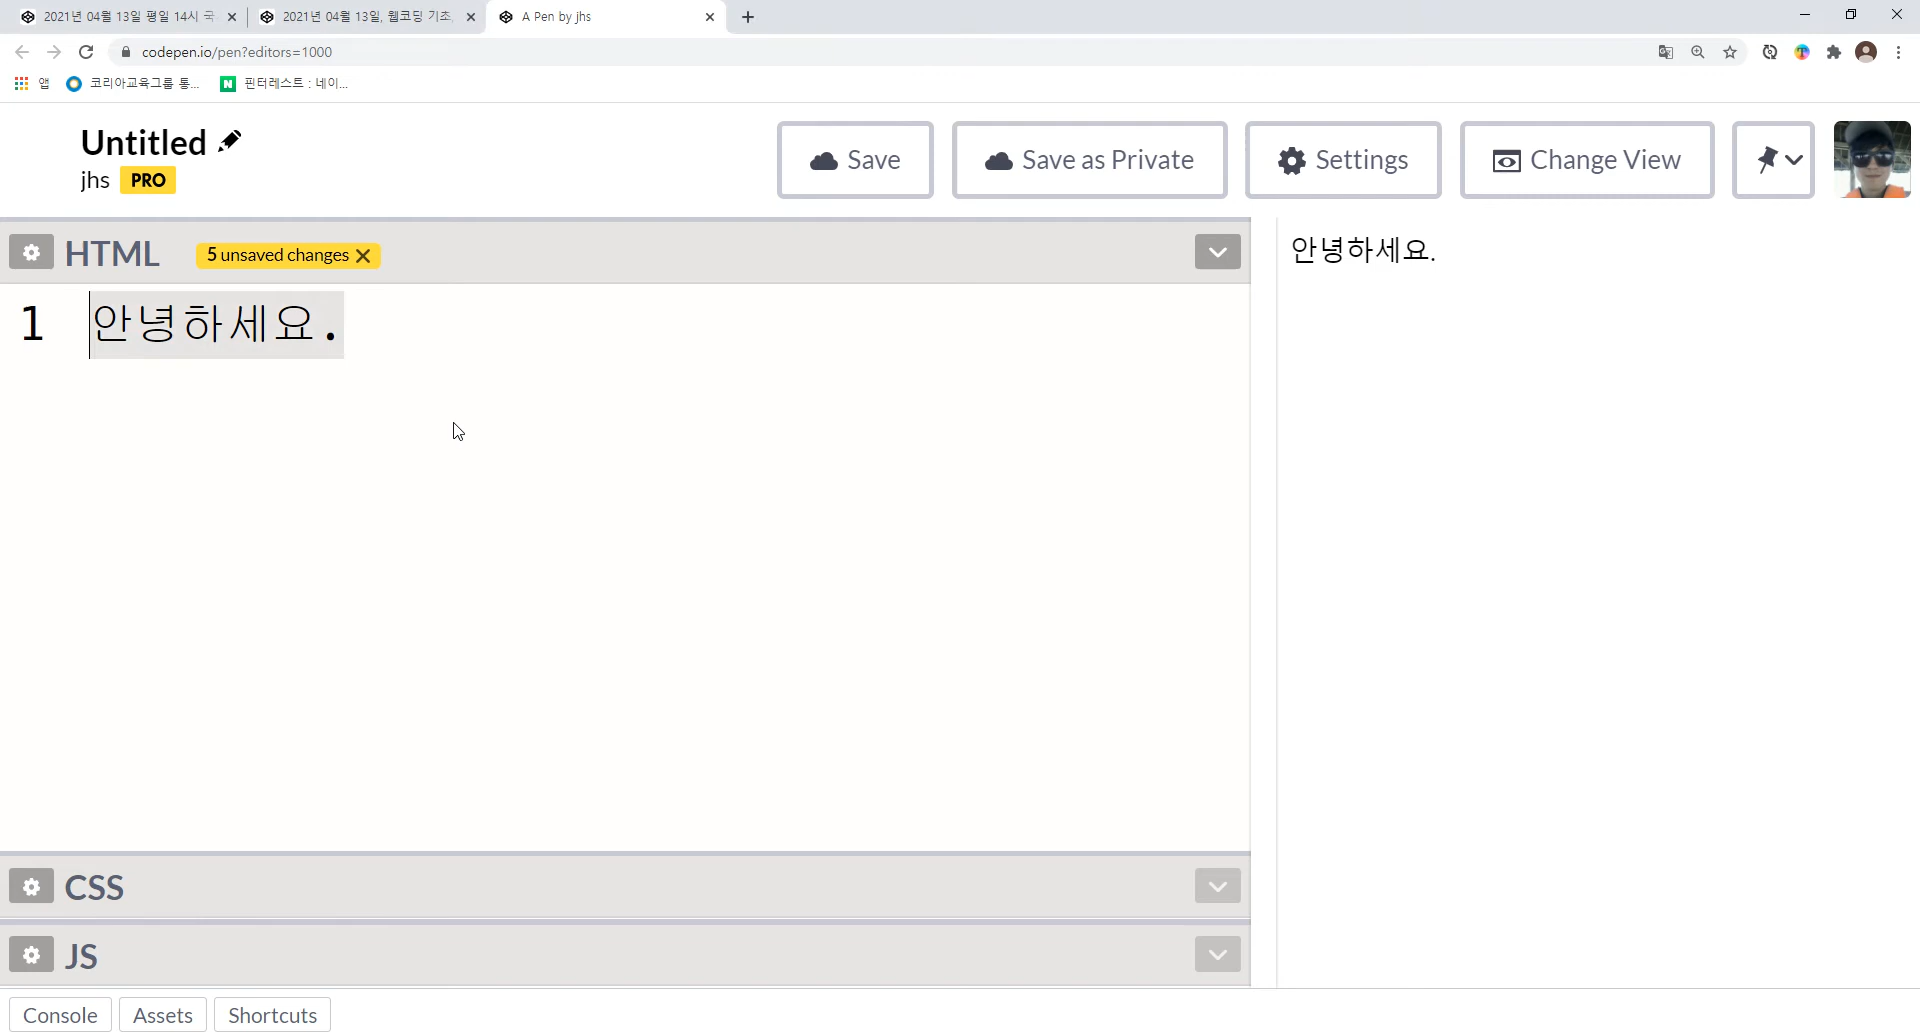 2021년 04월 13일 평일 14시 국
2021년 04월 13일, 웹코딩 기초,
A Pen by jhs
codepen.io/pen?editors=1000
앱
코리아교육그룹 통...
핀터레스트 : 네이...
Untitled
jhs PRO
Save
Save as Private
Settings
Change View
HTML
5 unsaved changes
1 안녕하세요.
안녕하세요.
CSS
JS
Console
Assets
Shortcuts